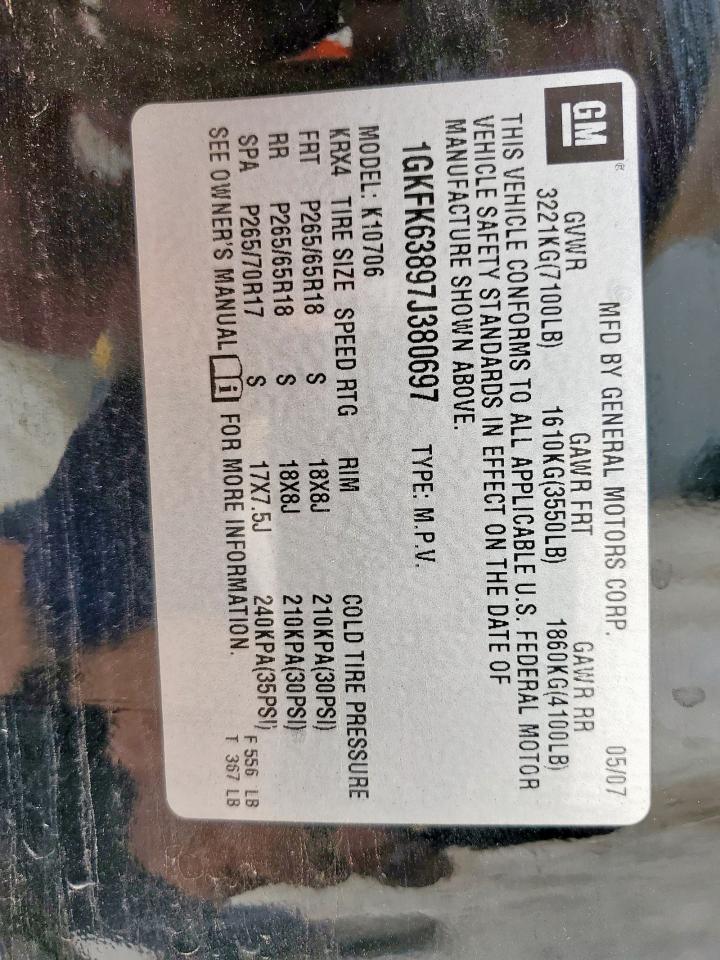 GM ® MFD BY GENERAL MOTORS CORP. 05/07
GVWR GAWR FRT GAWR RR
3221KG(7100LB) 1610KG(3550LB) 1860KG(4100LB)
THIS VEHICLE CONFORMS TO ALL APPLICABLE U.S. FEDERAL MOTOR
VEHICLE SAFETY STANDARDS IN EFFECT ON THE DATE OF
MANUFACTURE SHOWN ABOVE.
1GKFK63897J380697 TYPE: M.P.V.
MODEL: K10706
KRX4 TIRE SIZE SPEED RTG RIM COLD TIRE PRESSURE
FRT P265/65R18 S 18X8J 210KPA(30PSI)
RR P265/65R18 S 18X8J 210KPA(30PSI)
SPA P265/70R17 S 17X7.5J 240KPA(35PSI)
SEE OWNER'S MANUAL i FOR MORE INFORMATION.
F 556 LB
T 367 LB